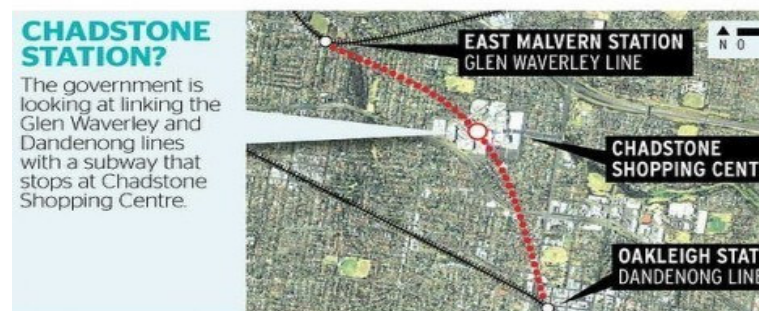 CHADSTONE
STATION?
The government is
looking at linking the
Glen Waverley and
Dandenong lines
with a subway that
stops at Chadstone
Shopping Centre.
EAST MALVERN STATION
GLEN WAVERLEY LINE
N 0
CHADSTONE
SHOPPING CENT
OAKLEIGH STAT
DANDENONG LINE